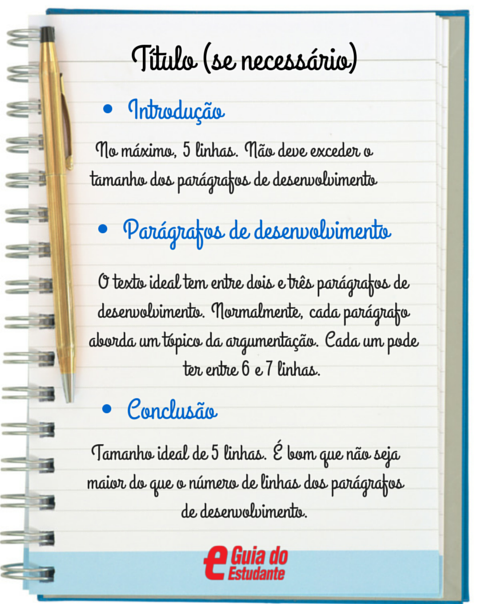 Título (se necessário)
• Introdução
No máximo, 5 linhas. Não deve exceder o
tamanho dos parágrafos de desenvolvimento
• Parágrafos de desenvolvimento
O texto ideal tem entre dois e três parágrafos de
desenvolvimento. Normalmente, cada parágrafo
aborda um tópico da argumentação. Cada um pode
ter entre 6 e 7 linhas.
• Conclusão
Tamanho ideal de 5 linhas. É bom que não seja
maior do que o número de linhas dos parágrafos
de desenvolvimento.
e Guia do
Estudante